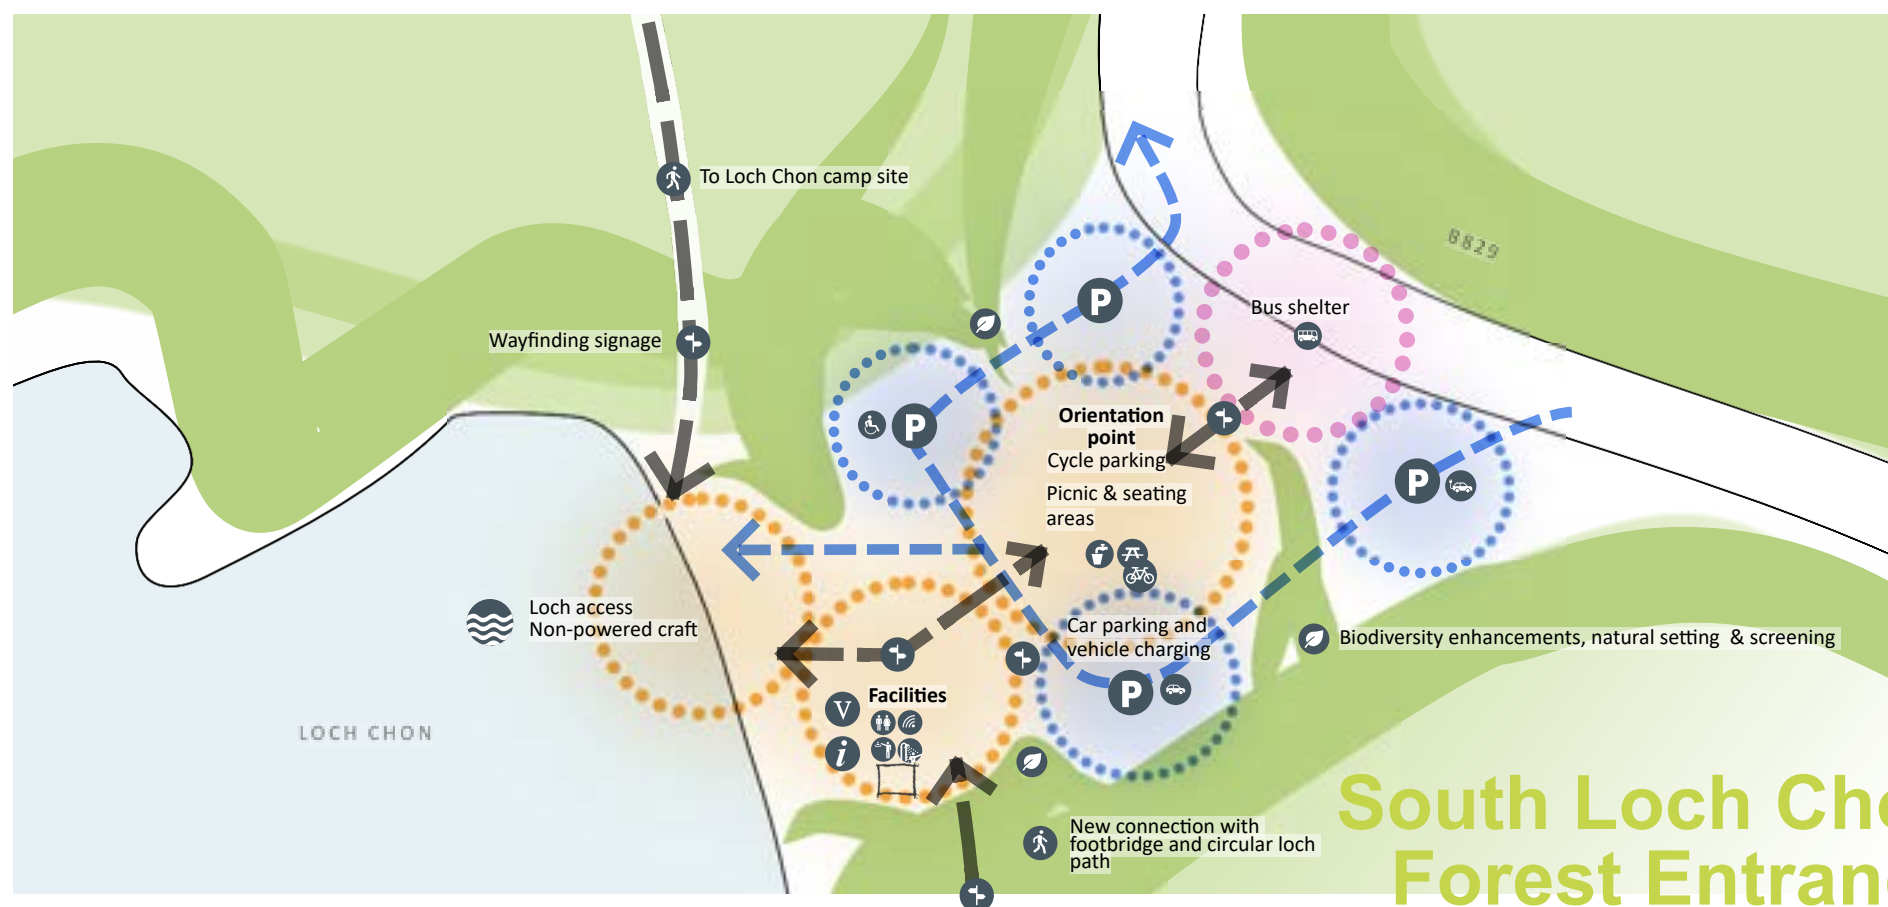 To Loch Chon camp site
B829
Bus shelter
Wayfinding signage
P
P
Orientation
point
Cycle parking
Picnic & seating
areas
P
Loch access
Non-powered craft
Car parking and
vehicle charging
P
Biodiversity enhancements, natural setting & screening
Facilities
V
i
LOCH CHON
New connection with
footbridge and circular loch
path
South Loch Cho
Forest Entran